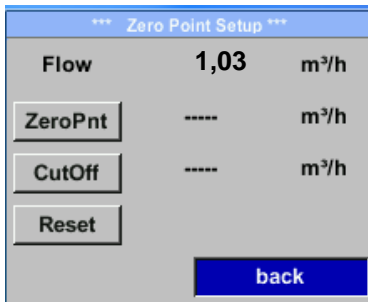 *** Zero Point Setup ***
Flow 1,03 m³/h
ZeroPnt ----- m³/h
CutOff ----- m³/h
Reset
back